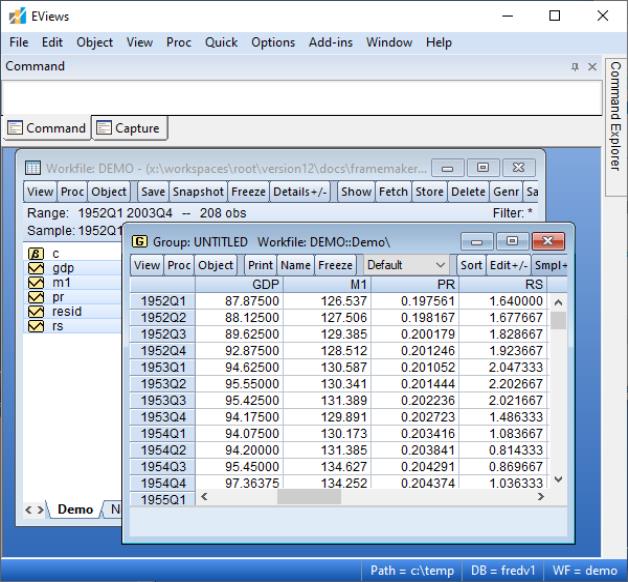 EViews
File Edit Object View Proc Quick Options Add-ins Window Help
Command
Command Explorer
Command Capture
Workfile: DEMO - (x:\workspaces\root\version12\docs\framemaker...
View Proc Object Save Snapshot Freeze Details+/- Show Fetch Store Delete Genr Sa
Range: 1952Q1 2003Q4 -- 208 obs Filter: *
Sample: 1952Q1
c
gdp
m1
pr
resid
rs
Demo N
G Group: UNTITLED Workfile: DEMO::Demo\
View Proc Object Print Name Freeze Default Sort Edit+/- Smpl+
GDP M1 PR RS
1952Q1 87.87500 126.537 0.197561 1.640000
1952Q2 88.12500 127.506 0.198167 1.677667
1952Q3 89.62500 129.385 0.200179 1.828667
1952Q4 92.87500 128.512 0.201246 1.923667
1953Q1 94.62500 130.587 0.201052 2.047333
1953Q2 95.55000 130.341 0.201444 2.202667
1953Q3 95.42500 131.389 0.202236 2.021667
1953Q4 94.17500 129.891 0.202723 1.486333
1954Q1 94.07500 130.173 0.203416 1.083667
1954Q2 94.20000 131.385 0.203841 0.814333
1954Q3 95.45000 134.627 0.204291 0.869667
1954Q4 97.36375 134.252 0.204374 1.036333
1955Q1
Path = c:\temp DB = fredv1 WF = demo